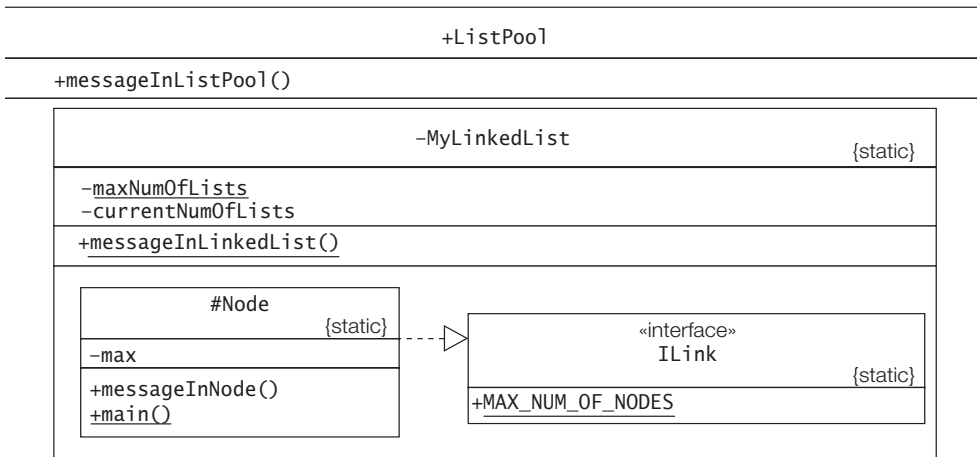 +ListPool
+messageInListPool()
–MyLinkedList
{static}
–maxNumOfLists
–currentNumOfLists
+messageInLinkedList()
#Node
{static}
–max
+messageInNode()
+main()
«interface»
ILink
{static}
+MAX_NUM_OF_NODES